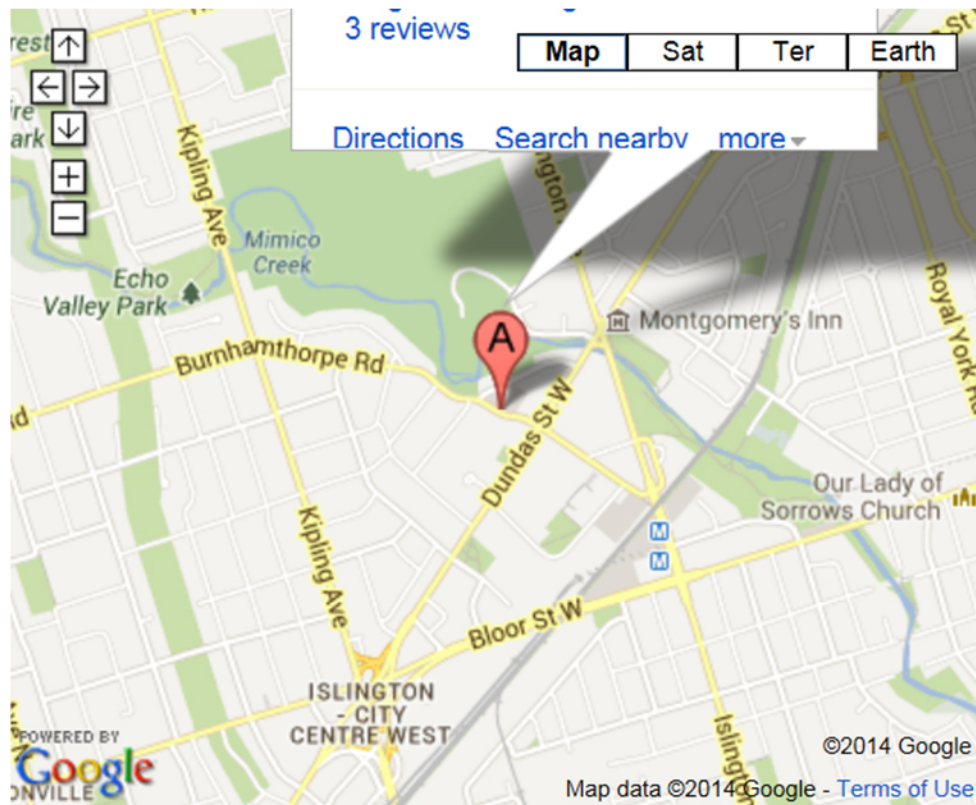 3 reviews
Map
Sat
Ter
Earth
Directions
Search nearby
more
Kipling Ave
Mimico
Creek
Echo
Valley Park
Montgomery's Inn
Royal York
A
Burnhamthorpe Rd
Dundas St W
Our Lady of
Sorrows Church
Kipling Ave
M
M
Bloor St W
ISLINGTON
- CITY
CENTRE WEST
Islington
POWERED BY
Google
©2014 Google
Map data ©2014 Google - Terms of Use